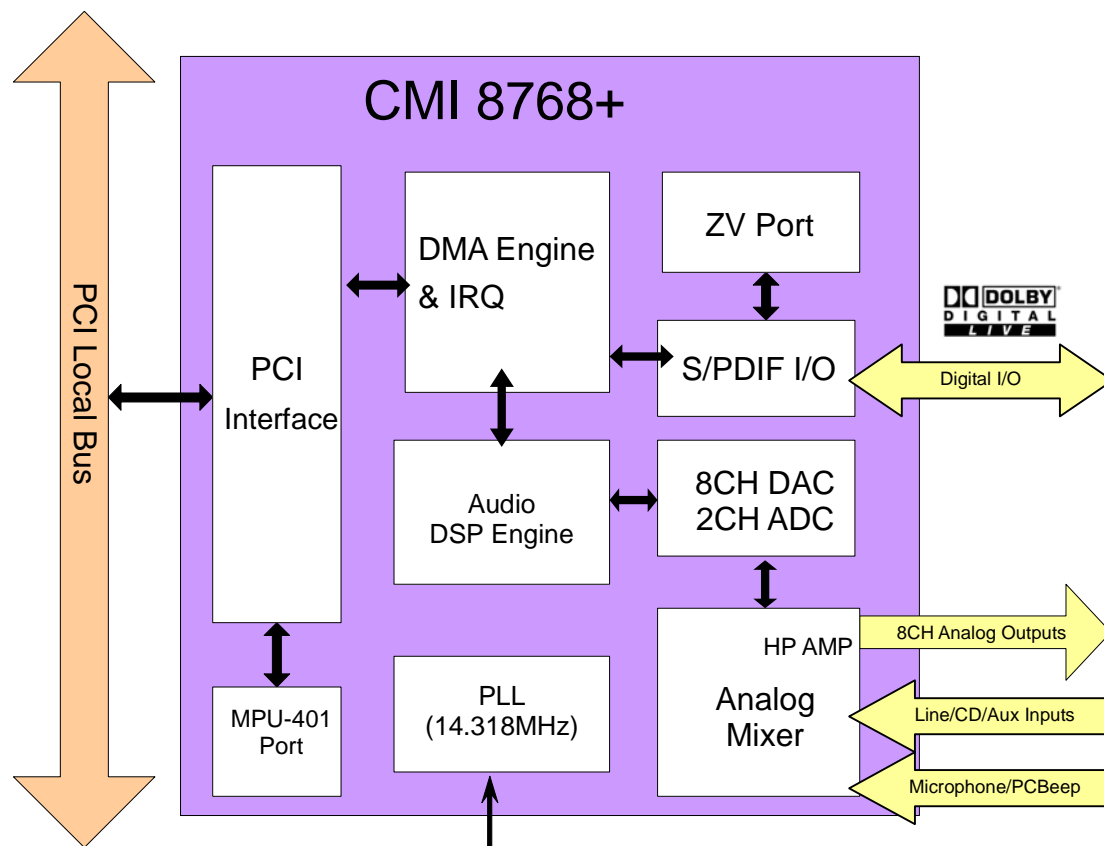 CMI 8768+
PCI Local Bus
PCI
Interface
DMA Engine
& IRQ
ZV Port
S/PDIF I/O
DOLBY
DIGITAL
LIVE
Digital I/O
Audio
DSP Engine
8CH DAC
2CH ADC
HP AMP
Analog
Mixer
8CH Analog Outputs
Line/CD/Aux Inputs
Microphone/PCBeep
MPU-401
Port
PLL
(14.318MHz)